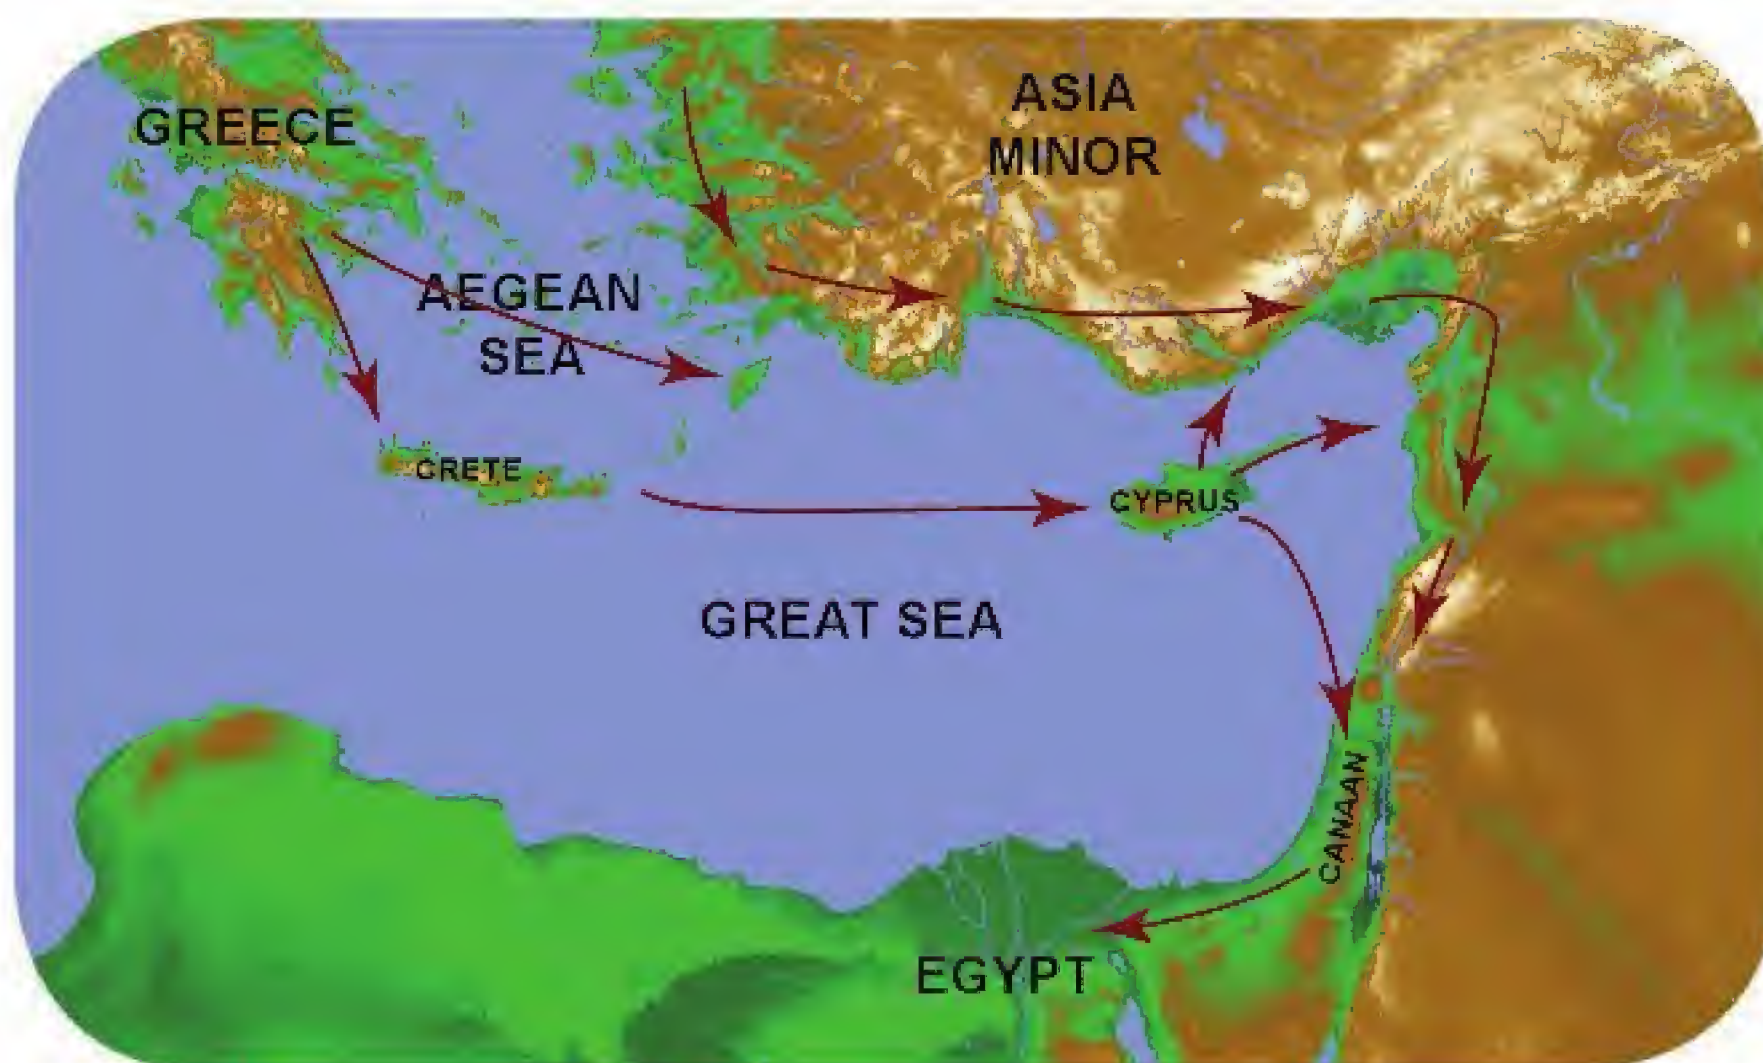 ASIA
MINOR
GREECE
AEGEAN
SEA
CRETE
CYPRUS
GREAT SEA
CANAAN
EGYPT